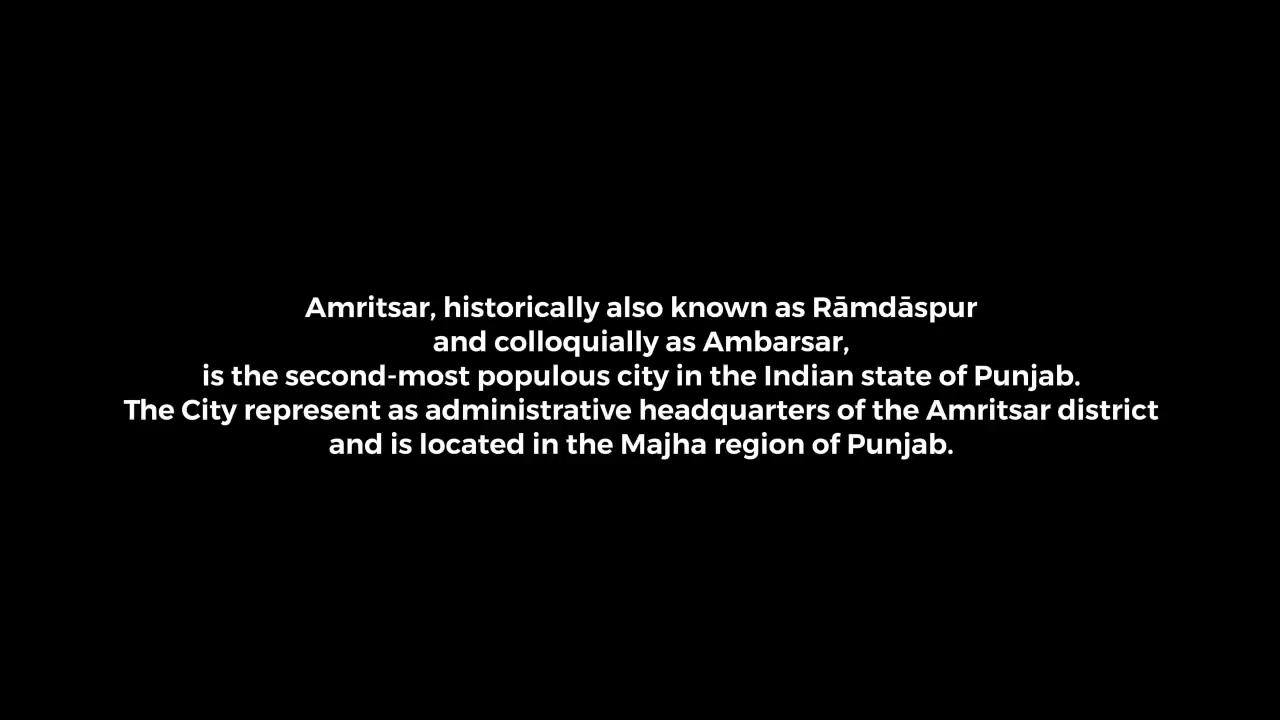 Amritsar, historically also known as Rāmdāspur
and colloquially as Ambarsar,
is the second-most populous city in the Indian state of Punjab.
The City represent as administrative headquarters of the Amritsar district
and is located in the Majha region of Punjab.